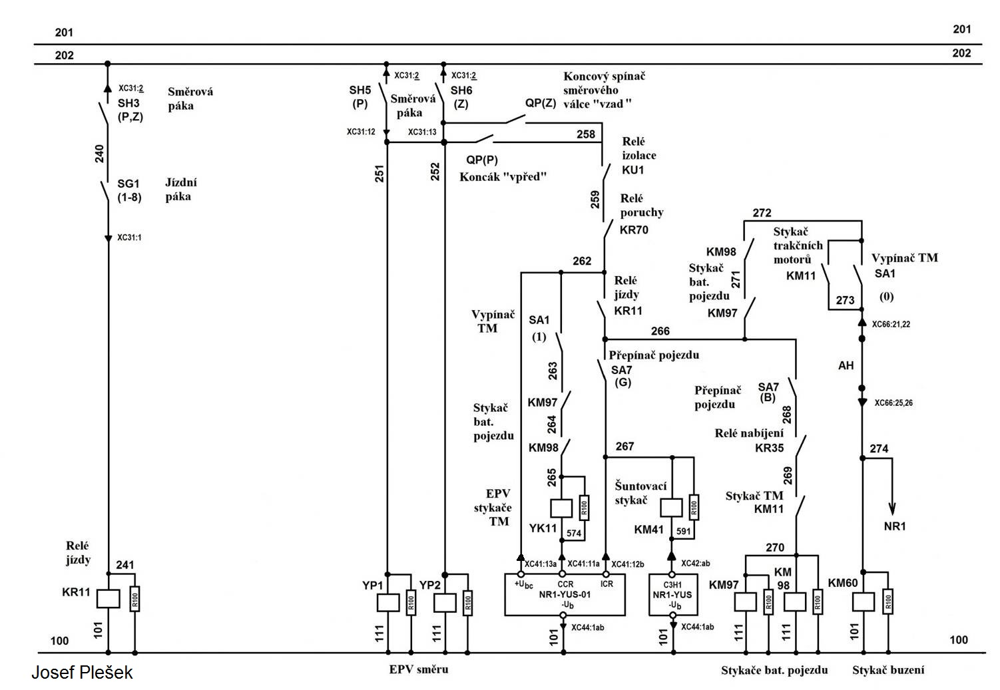 201
201
202
202
XC31:2
SH3
(P,Z)
Směrová
páka
240
SG1
(1-8)
Jízdní
páka
XC31:1
Relé
jízdy
241
KR11
R100
101
100
XC31:2
SH5
(P)
Směrová
páka
XC31:2
SH6
(Z)
XC31:12
XC31:13
251
252
QP(Z)
Koncový spínač
směrového
válce "vzad"
258
QP(P)
Koncák "vpřed"
Relé
izolace
KU1
259
Relé
poruchy
KR70
262
Relé
jízdy
KR11
Vypínač
TM
SA1
(1)
263
KM97
Stykač
bat.
pojezdu
264
KM98
265
EPV
stykače
TM
YK11
R100
574
266
Přepínač pojezdu
SA7
(G)
267
Šuntovací
stykač
KM41
R100
591
XC41:13a
XC41:11a
XC41:12b
XC42:ab
+Ubc
CCR
ICR
NR1-YUS-01
-Ub
C3H1
NR1-YUS
-Ub
XC44:1ab
XC44:1ab
101
101
YP1
R100
YP2
R100
111
111
EPV směru
272
KM98
Stykač
bat.
pojezdu
271
KM97
Stykač
trakčních
motorů
KM11
Vypínač TM
SA1
(0)
273
XC66:21,22
AH
XC66:25,26
Přepínač
pojezdu
SA7
(B)
268
Relé nabíjení
KR35
269
Stykač TM
KM11
274
NR1
270
KM97
R100
KM
98
R100
KM60
R100
111
111
101
100
Stykače bat. pojezdu
Stykač buzení
Josef Plešek